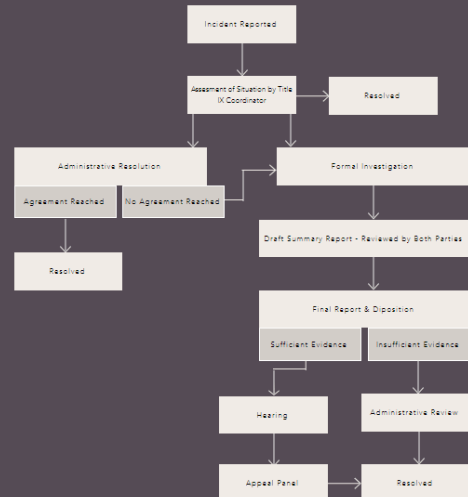 Incident Reported
Assesment of Situation by Title
IX Coordinator
Resolved
Administrative Resolution
Agreement Reached
No Agreement Reached
Resolved
Formal Investigation
Draft Summary Report - Reviewed by Both Parties
Final Report & Diposition
Sufficient Evidence
Insufficient Evidence
Hearing
Administrative Review
Appeal Panel
Resolved